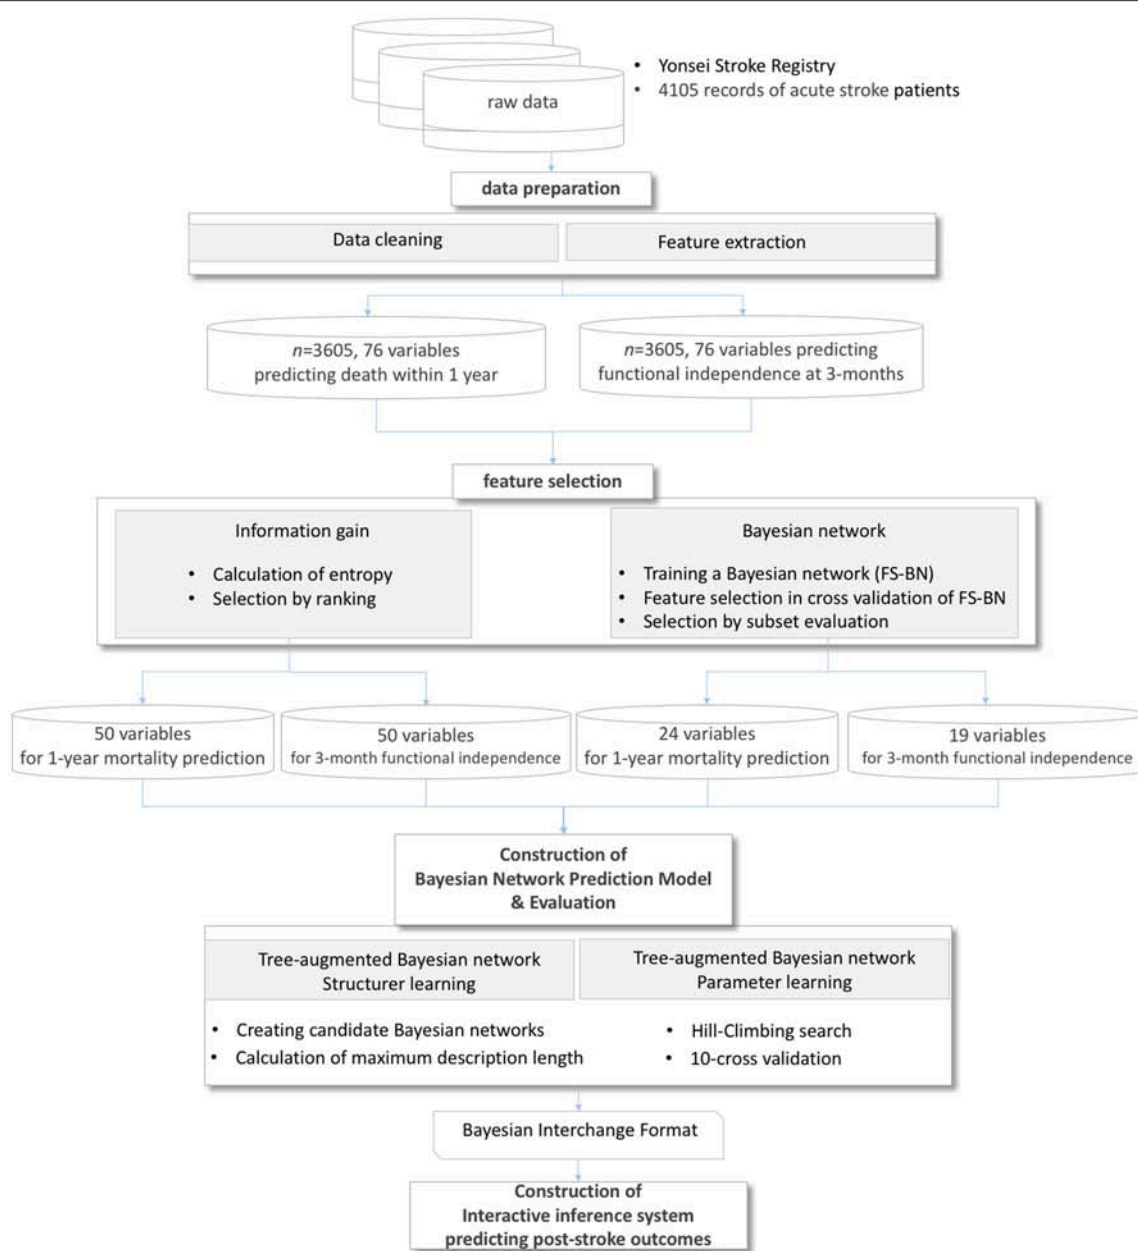 raw data
• Yonsei Stroke Registry
• 4105 records of acute stroke patients
data preparation
Data cleaning
Feature extraction
n=3605, 76 variables
predicting death within 1 year
n=3605, 76 variables predicting
functional independence at 3-months
feature selection
Information gain
• Calculation of entropy
• Selection by ranking
Bayesian network
• Training a Bayesian network (FS-BN)
• Feature selection in cross validation of FS-BN
• Selection by subset evaluation
50 variables
for 1-year mortality prediction
50 variables
for 3-month functional independence
24 variables
for 1-year mortality prediction
19 variables
for 3-month functional independence
Construction of
Bayesian Network Prediction Model
& Evaluation
Tree-augmented Bayesian network
Structurer learning
• Creating candidate Bayesian networks
• Calculation of maximum description length
Tree-augmented Bayesian network
Parameter learning
• Hill-Climbing search
• 10-cross validation
Bayesian Interchange Format
Construction of
Interactive inference system
predicting post-stroke outcomes